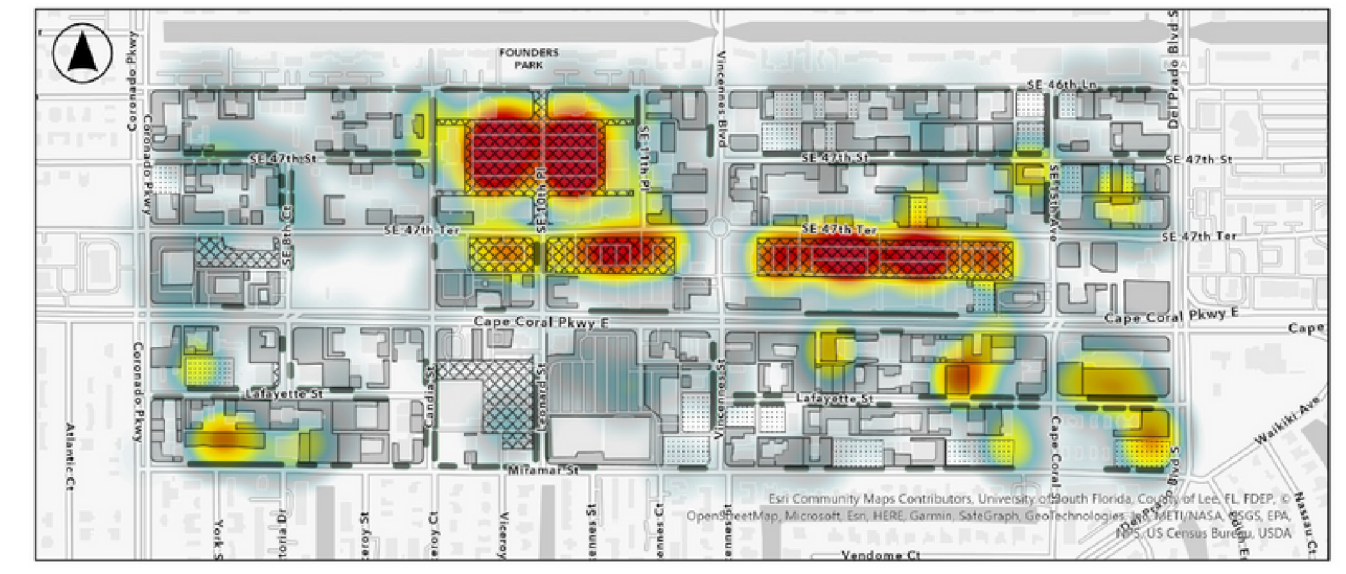 FOUNDERS
PARK
Coronado Pkwy
Coronado Pkwy
Vincennes Blvd
SE 46th Ln
Del Prado Blvd S
SE 47th St
SE 11th Pl
SE 47th St
SE 47th St
SE 8th Ct
SE 47th Ter
SE 10th Pl
SE 47th Ter
SE 15th Ave
SE 47th Ter
Cape Coral Pkwy E
Cape Coral Pkwy E
Cape
Coronado Pkwy
Lafayette St
Candia St
Leonard St
Vincennes St
Lafayette St
Waikiki Ave
Atlantic Ct
Miramar St
Cape Coral
Esri Community Maps Contributors, University of South Florida, County of Lee, FL, FDEP, ©
OpenStreetMap, Microsoft, Esri, HERE, Garmin, SafeGraph, GeoTechnologies, Inc, METI/NASA, USGS, EPA,
NPS, US Census Bureau, USDA
York S
Viceroy
Nassau Ct
Vendome Ct